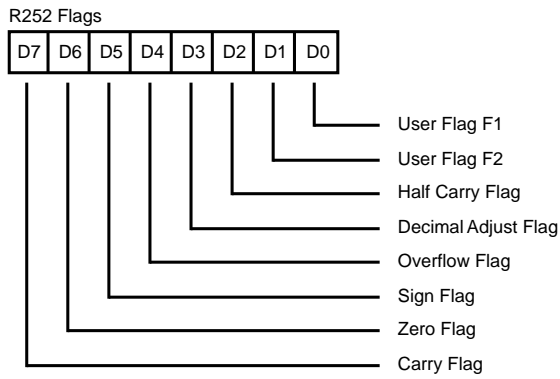 R252 Flags
D7 D6 D5 D4 D3 D2 D1 D0
User Flag F1
User Flag F2
Half Carry Flag
Decimal Adjust Flag
Overflow Flag
Sign Flag
Zero Flag
Carry Flag